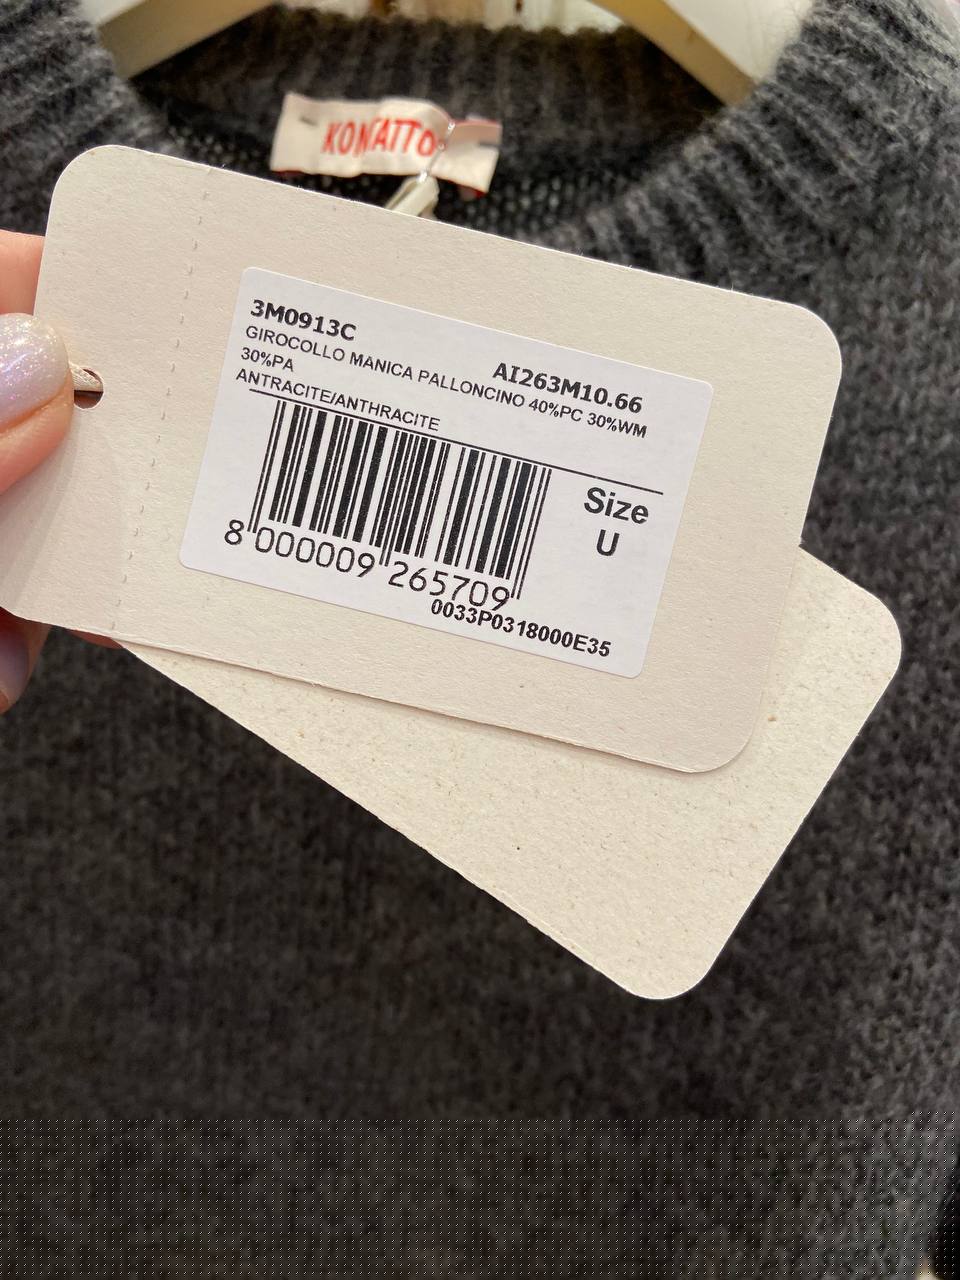 KONTATTO
3M0913C
AI263M10.66
GIROCOLLO MANICA PALLONCINO 40%PC 30%WM
30%PA
ANTRACITE/ANTHRACITE
Size
U
8 000009 265709
0033P0318000E35